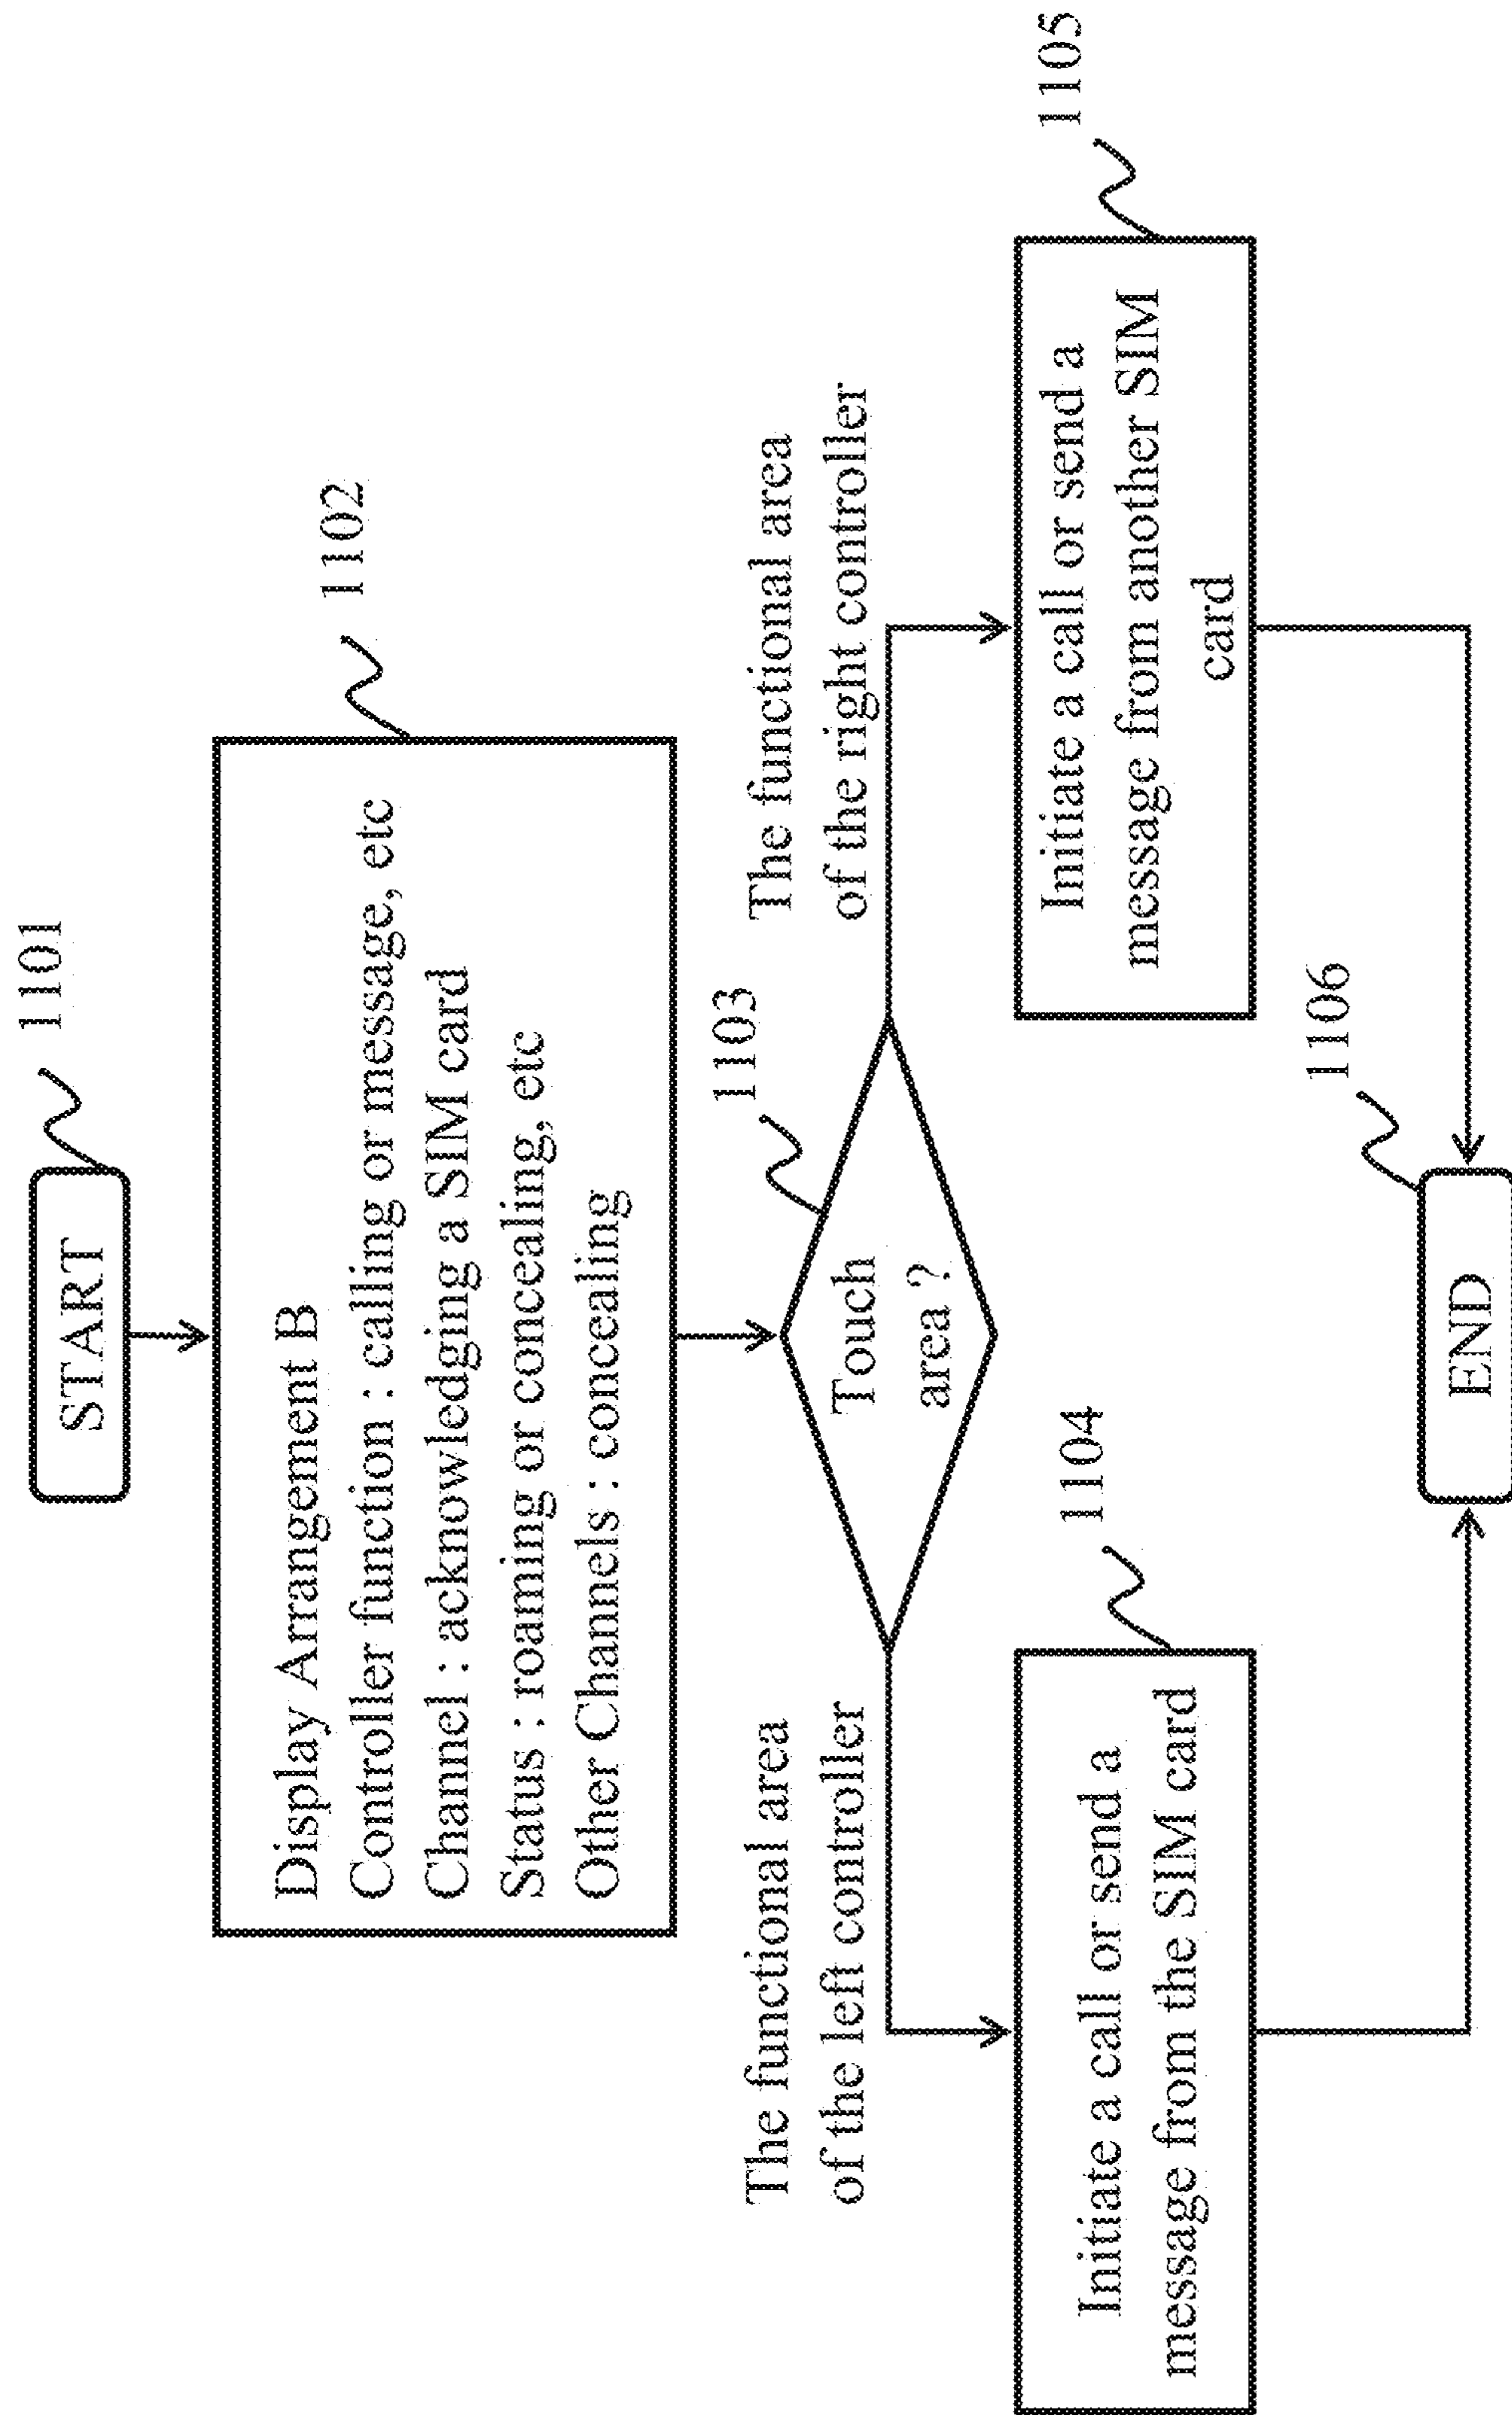 START
1101
Display Arrangement B
Controller function : calling or message, etc
Channel : acknowledging a SIM card
Status : roaming or concealing, etc
Other Channels : concealing
1102
Touch
area ?
1103
The functional area
of the left controller
The functional area
of the right controller
Initiate a call or send a
message from the SIM card
1104
Initiate a call or send a
message from another SIM
card
1105
END
1106